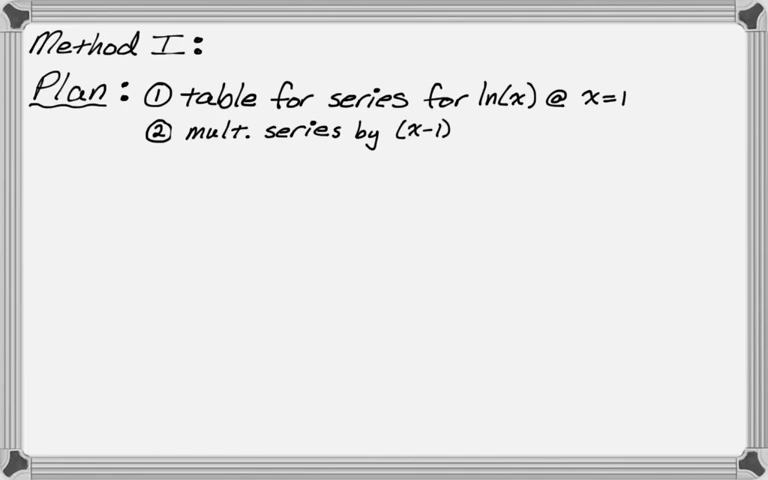 Method I:
Plan: ① table for series for ln(x) @ x=1
② mult. series by (x-1)